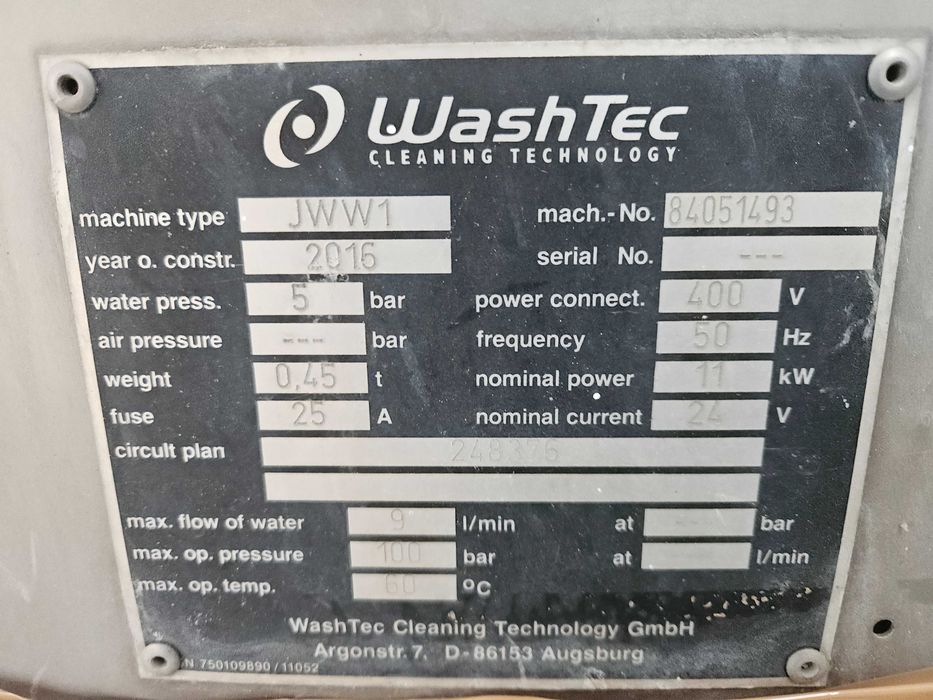 WashTec
CLEANING TECHNOLOGY
machine type JWW1 mach.-No. 84051493
year o. constr. 2016 serial No. ---
water press. 5 bar power connect. 400 V
air pressure --- bar frequency 50 Hz
weight 0,45 t nominal power 11 kW
fuse 25 A nominal current 24 V
circuit plan 248376
max. flow of water 9 l/min at --- bar
max. op. pressure 100 bar at l/min
max. op. temp. 60 °C
WashTec Cleaning Technology GmbH
Argonstr. 7, D-86153 Augsburg
N 750109890 / 11052